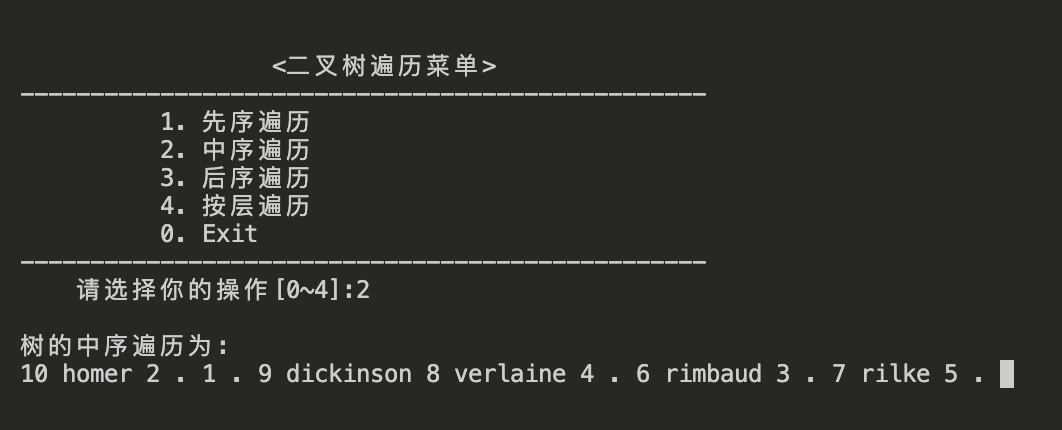 <二叉树遍历菜单>
-------------------------------------------------
1. 先序遍历
2. 中序遍历
3. 后序遍历
4. 按层遍历
0. Exit
-------------------------------------------------
请选择你的操作[0~4]:2
树的中序遍历为:
10 homer 2 . 1 . 9 dickinson 8 verlaine 4 . 6 rimbaud 3 . 7 rilke 5 .